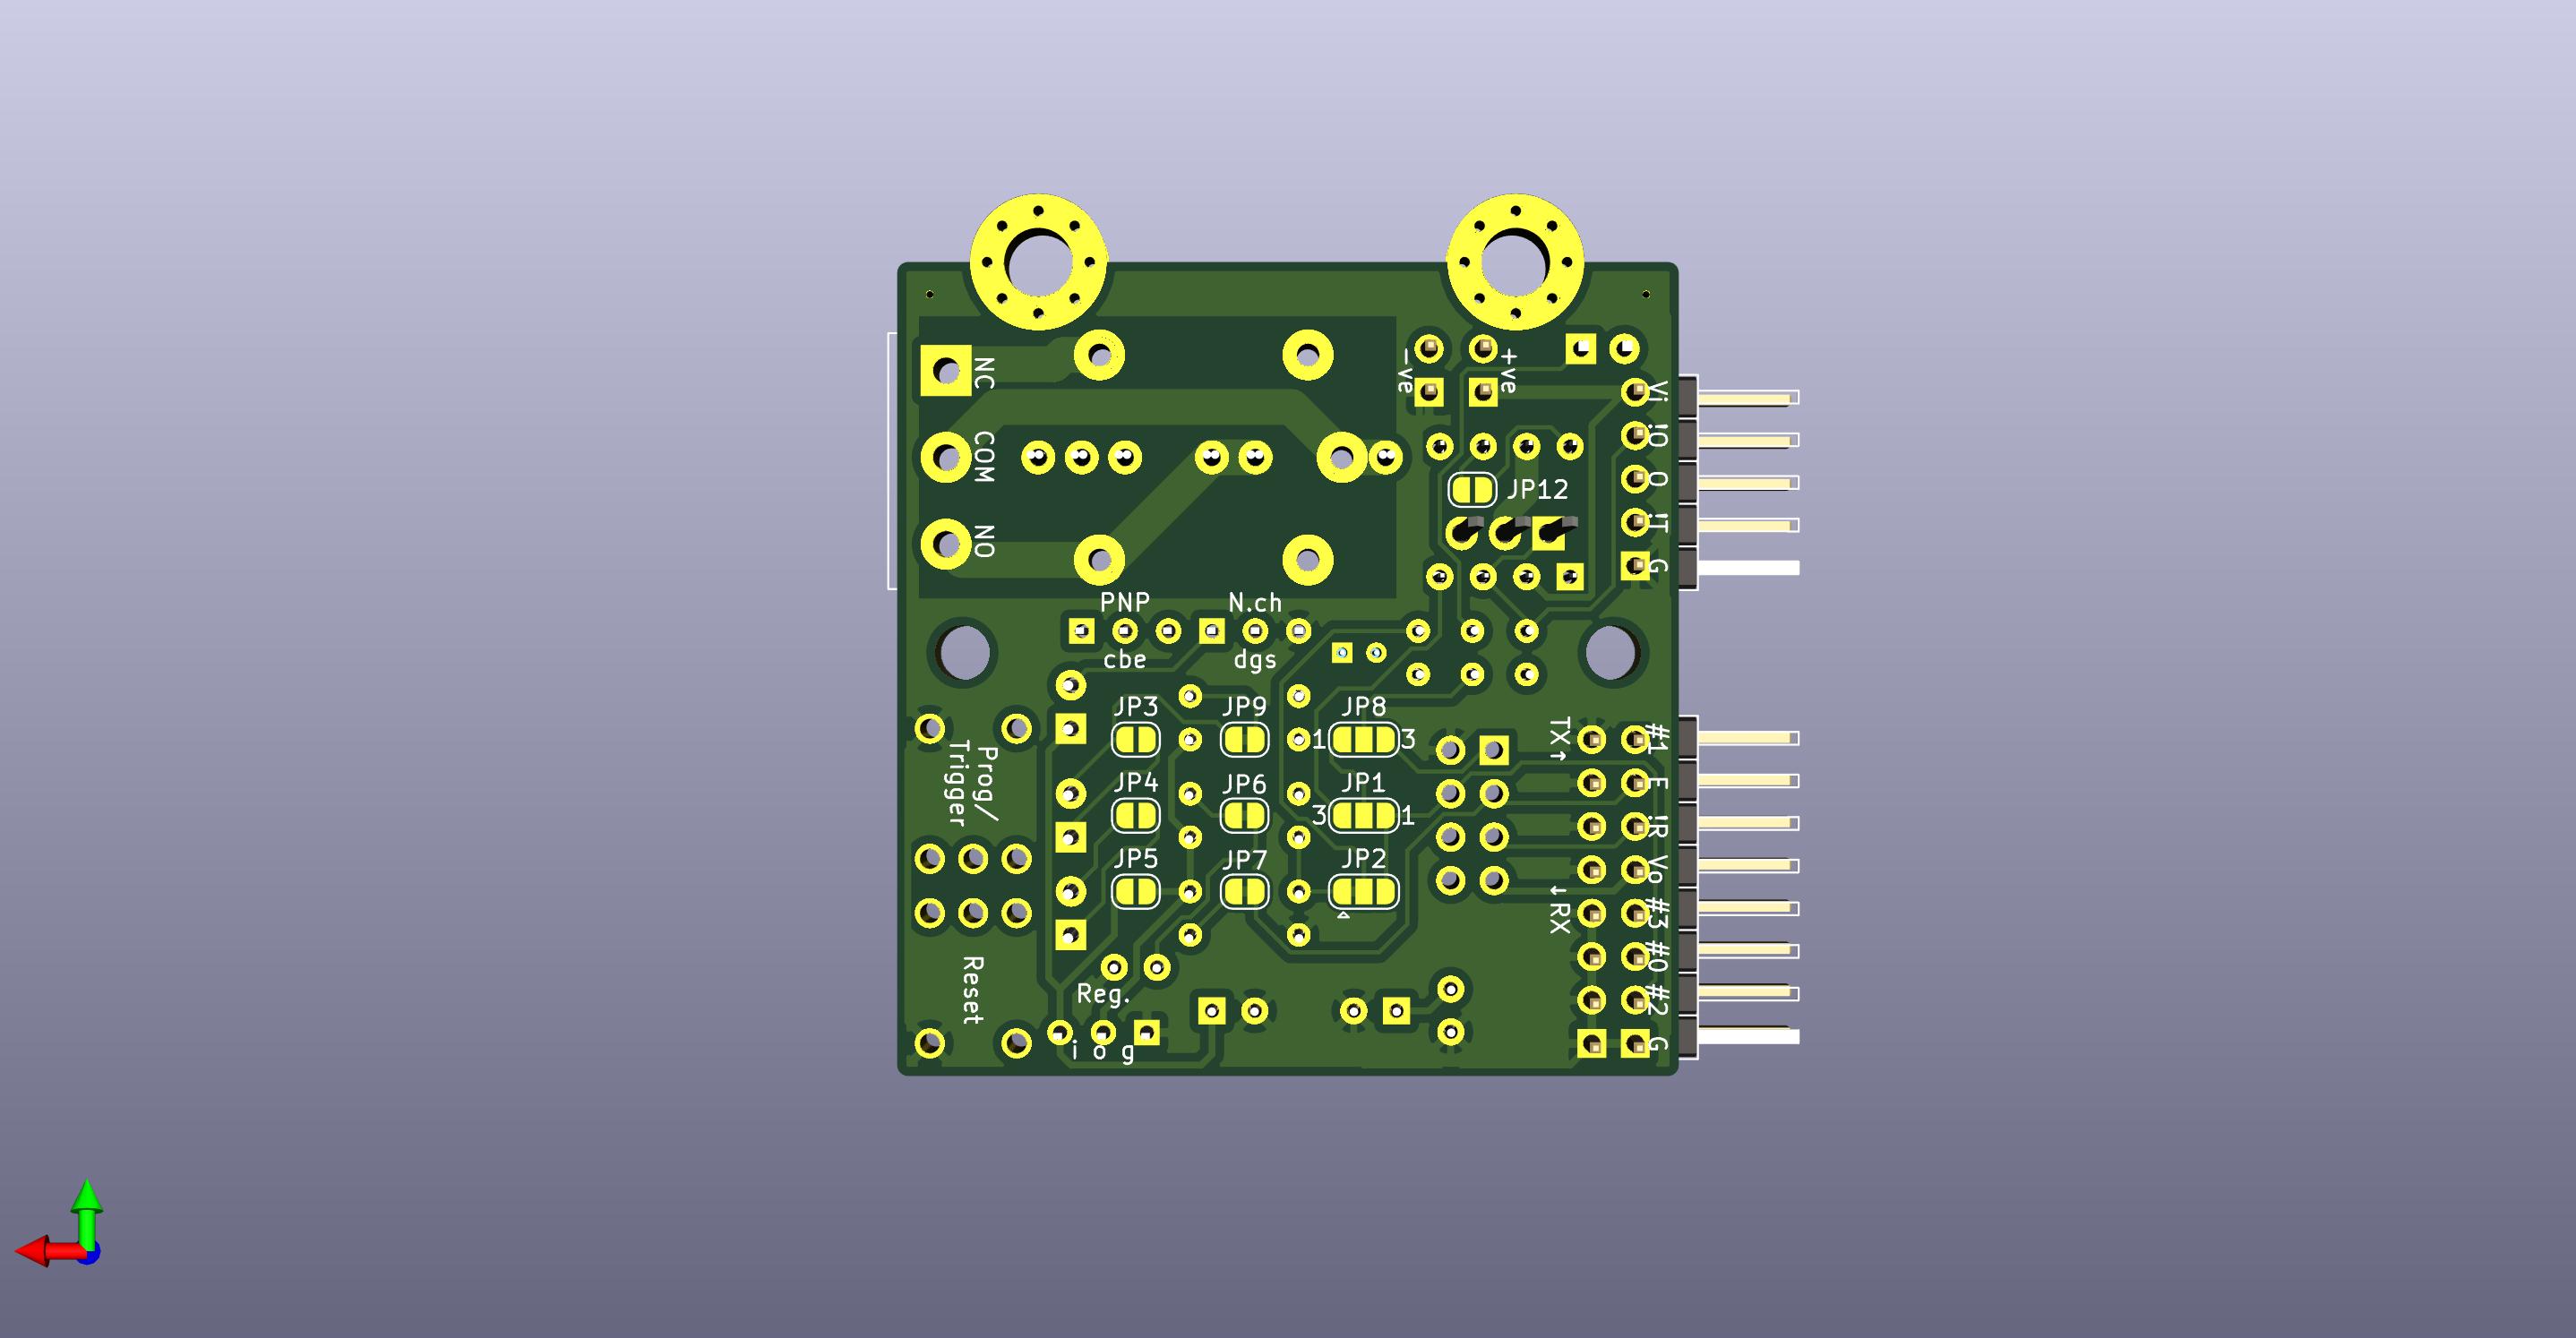 NC
COM
NO
-ve
+ve
Vi
!O
O
!T
G
JP12
PNP
N.ch
cbe
dgs
JP3
JP9
JP8
1
3
JP4
JP6
JP1
3
1
JP5
JP7
JP2
Prog/
Trigger
Reset
TX↑
↓RX
#1
F
!R
Vo
#3
#0
#2
G
Reg.
i o g